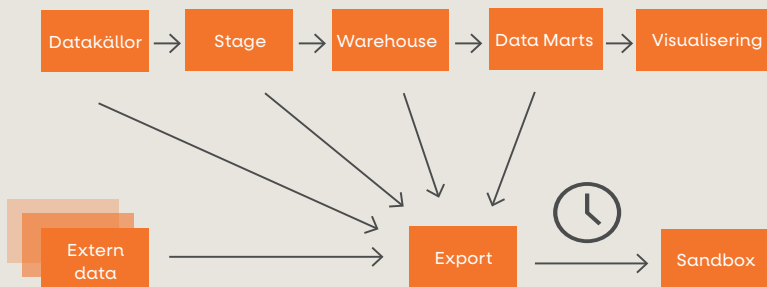 Datakällor
Stage
Warehouse
Data Marts
Visualisering
Extern
data
Export
Sandbox